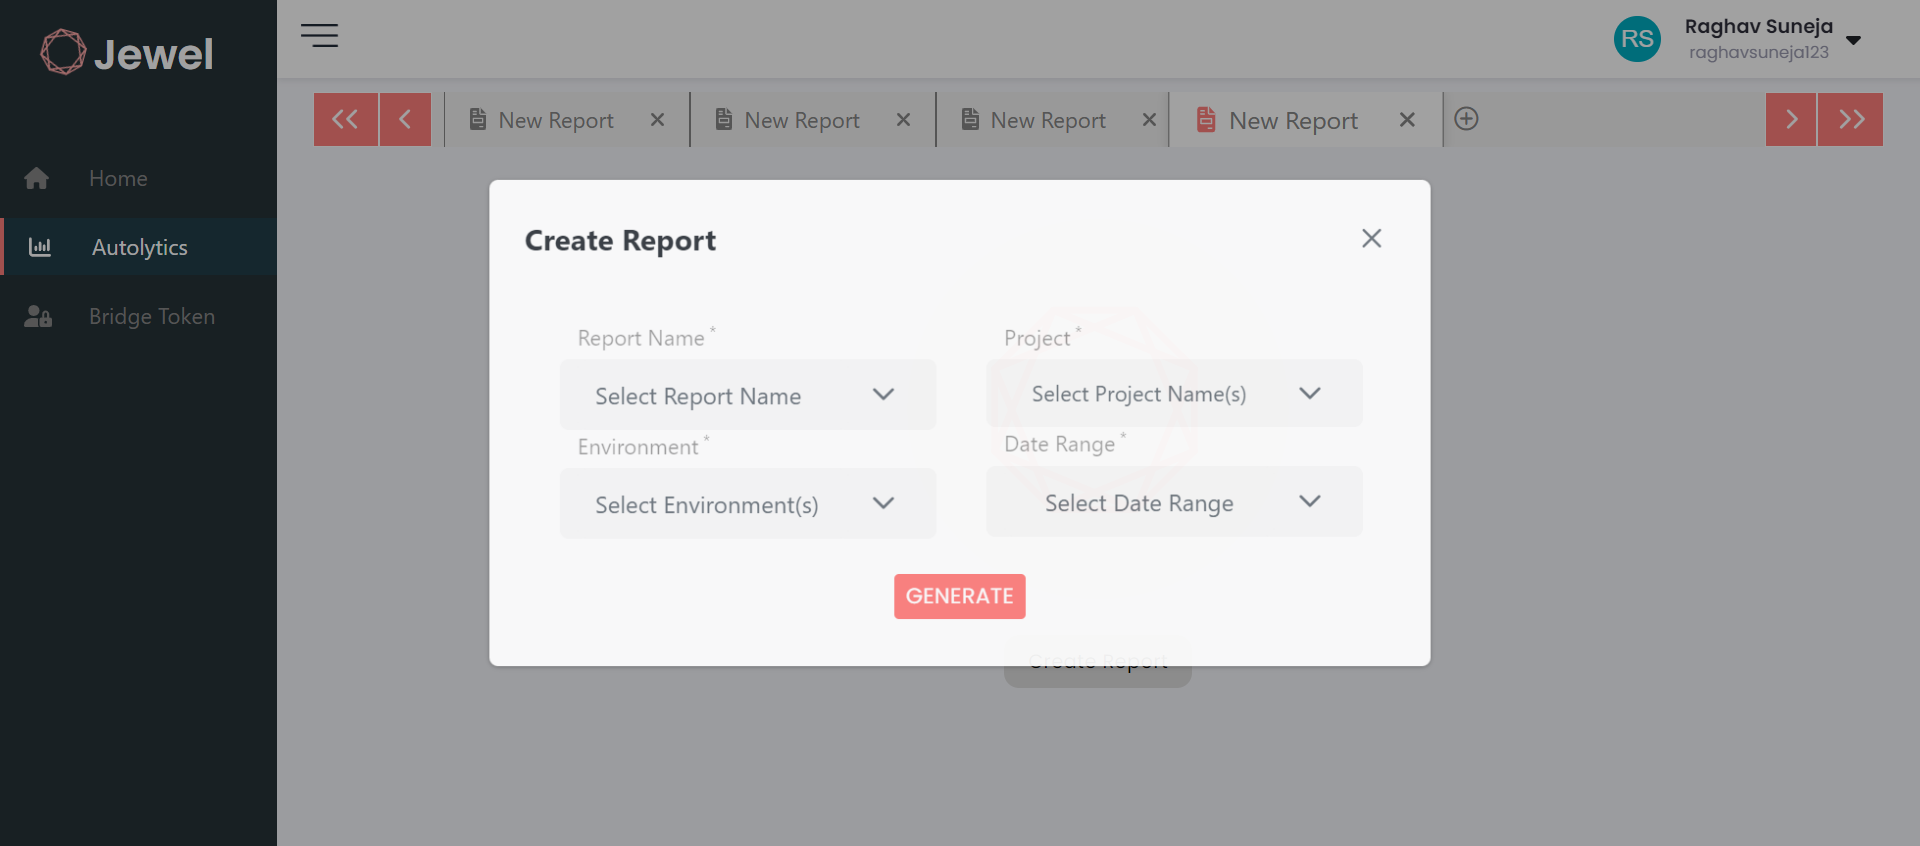 Jewel
RS
Raghav Suneja
raghavsuneja123
New Report
New Report
New Report
New Report
Home
Autolytics
Bridge Token
Create Report
Report Name *
Project *
Select Report Name
Select Project Name(s)
Environment *
Date Range *
Select Environment(s)
Select Date Range
GENERATE
Create Report